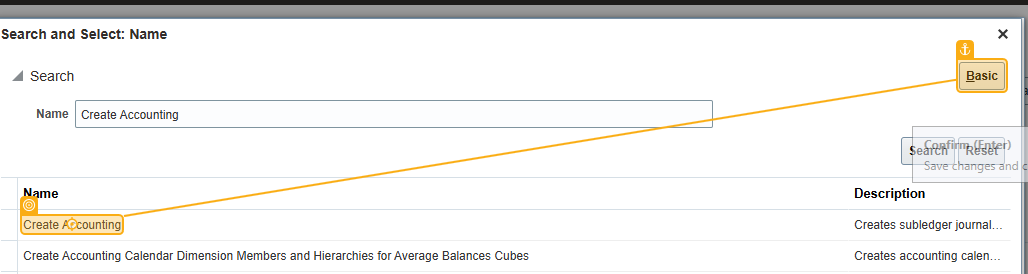 Search and Select: Name
Search
Basic
Name Create Accounting
Confirm (Enter)
Search Reset
Save changes and c
Name Description
Create Accounting Creates subledger journal...
Create Accounting Calendar Dimension Members and Hierarchies for Average Balances Cubes Creates accounting calen...